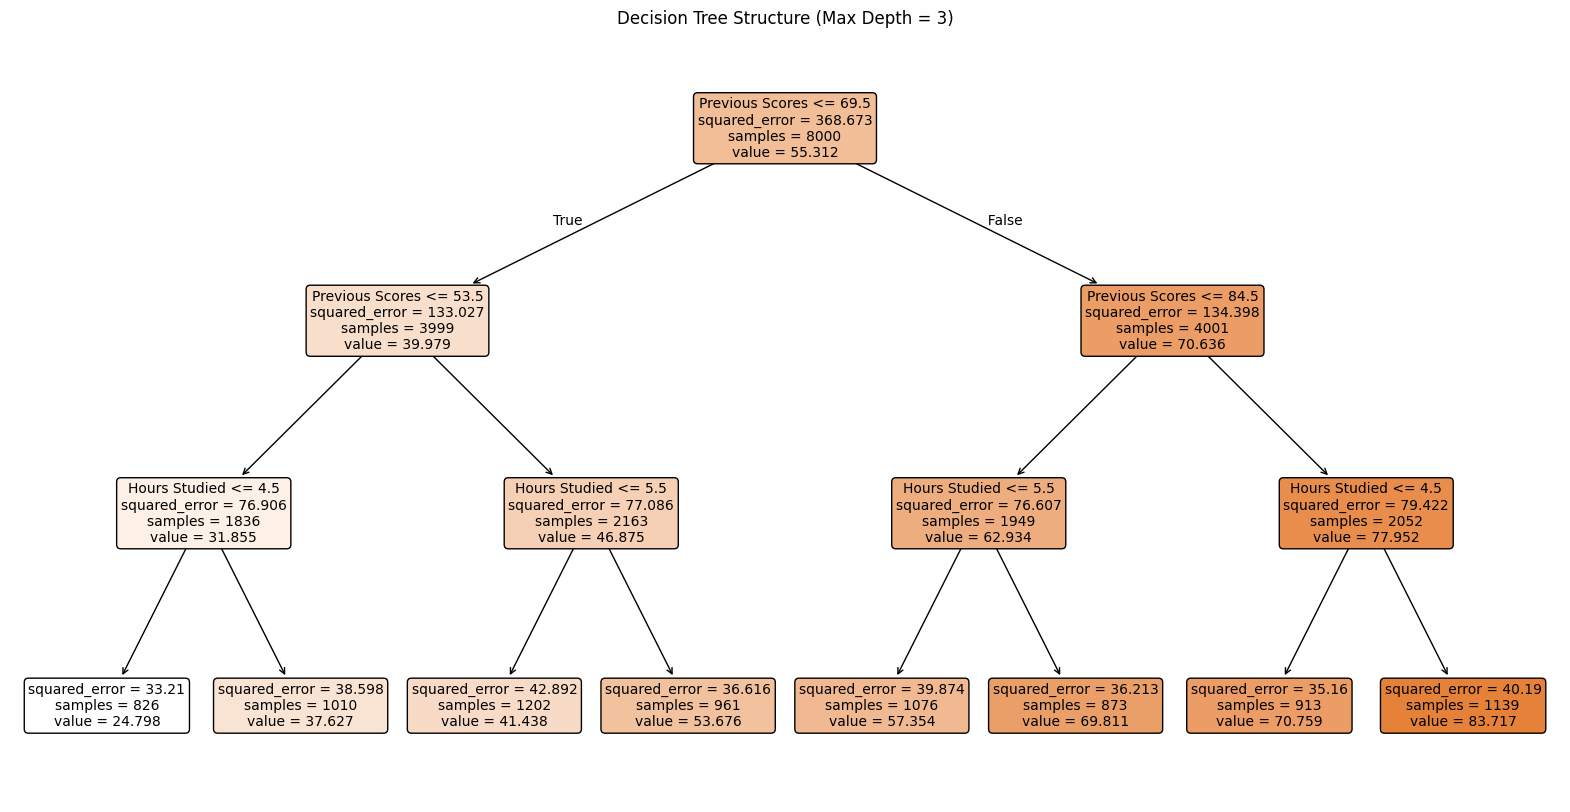 Decision Tree Structure (Max Depth = 3)
Previous Scores <= 69.5
squared_error = 368.673
samples = 8000
value = 55.312
True
False
Previous Scores <= 53.5
squared_error = 133.027
samples = 3999
value = 39.979
Previous Scores <= 84.5
squared_error = 134.398
samples = 4001
value = 70.636
Hours Studied <= 4.5
squared_error = 76.906
samples = 1836
value = 31.855
Hours Studied <= 5.5
squared_error = 77.086
samples = 2163
value = 46.875
Hours Studied <= 5.5
squared_error = 76.607
samples = 1949
value = 62.934
Hours Studied <= 4.5
squared_error = 79.422
samples = 2052
value = 77.952
squared_error = 33.21
samples = 826
value = 24.798
squared_error = 38.598
samples = 1010
value = 37.627
squared_error = 42.892
samples = 1202
value = 41.438
squared_error = 36.616
samples = 961
value = 53.676
squared_error = 39.874
samples = 1076
value = 57.354
squared_error = 36.213
samples = 873
value = 69.811
squared_error = 35.16
samples = 913
value = 70.759
squared_error = 40.19
samples = 1139
value = 83.717